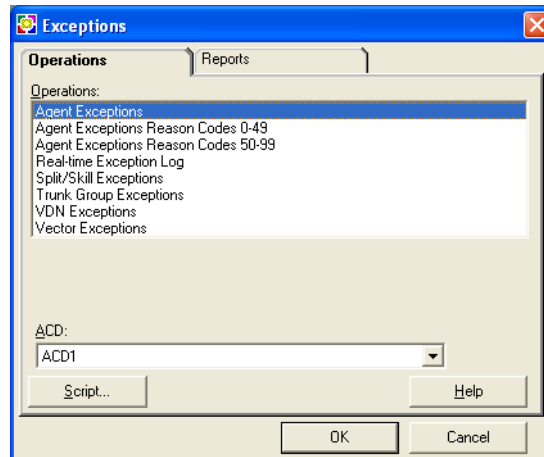 Exceptions
Operations
Reports
Operations:
Agent Exceptions
Agent Exceptions Reason Codes 0-49
Agent Exceptions Reason Codes 50-99
Real-time Exception Log
Split/Skill Exceptions
Trunk Group Exceptions
VDN Exceptions
Vector Exceptions
ACD:
ACD1
Script...
Help
OK
Cancel